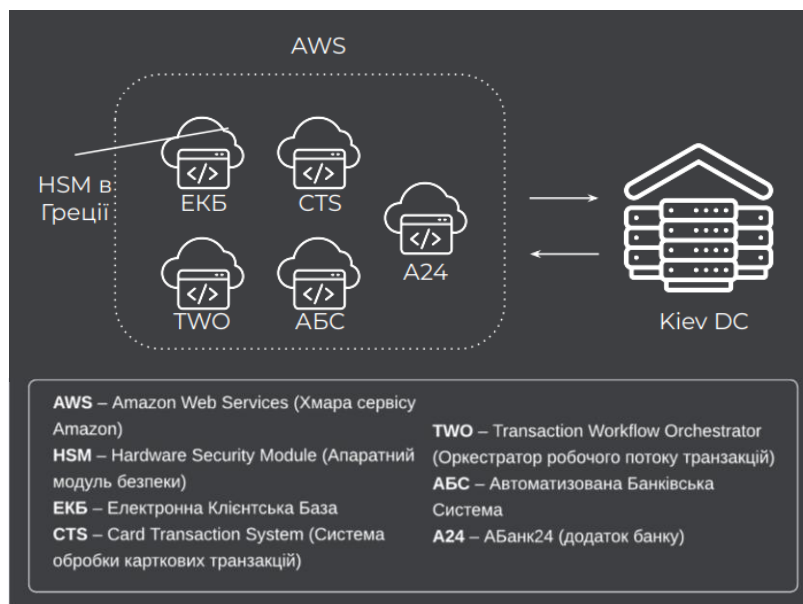 AWS
HSM в
Греції
ЕКБ
CTS
A24
TWO
АБС
Kiev DC
AWS – Amazon Web Services (Хмара сервісу
Amazon)
HSM – Hardware Security Module (Апаратний
модуль безпеки)
ЕКБ – Електронна Клієнтська База
CTS – Card Transaction System (Система
обробки карткових транзакцій)
TWO – Transaction Workflow Orchestrator
(Оркестратор робочого потоку транзакцій)
АБС – Автоматизована Банківська
Система
А24 – АБанк24 (додаток банку)